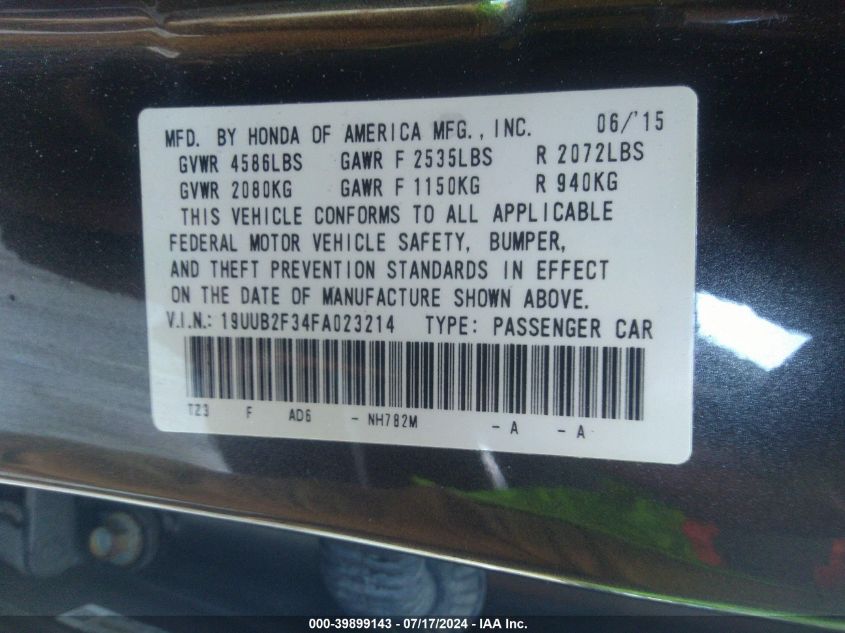 MFD. BY HONDA OF AMERICA MFG., INC. 06/'15
GVWR 4586LBS GAWR F 2535LBS R 2072LBS
GVWR 2080KG GAWR F 1150KG R 940KG
THIS VEHICLE CONFORMS TO ALL APPLICABLE
FEDERAL MOTOR VEHICLE SAFETY, BUMPER,
AND THEFT PREVENTION STANDARDS IN EFFECT
ON THE DATE OF MANUFACTURE SHOWN ABOVE.
V.I.N.: 19UUB2F34FA023214 TYPE: PASSENGER CAR
TZ3 F AD6 - NH782M - A - A
000-39899143 - 07/17/2024 - IAA Inc.